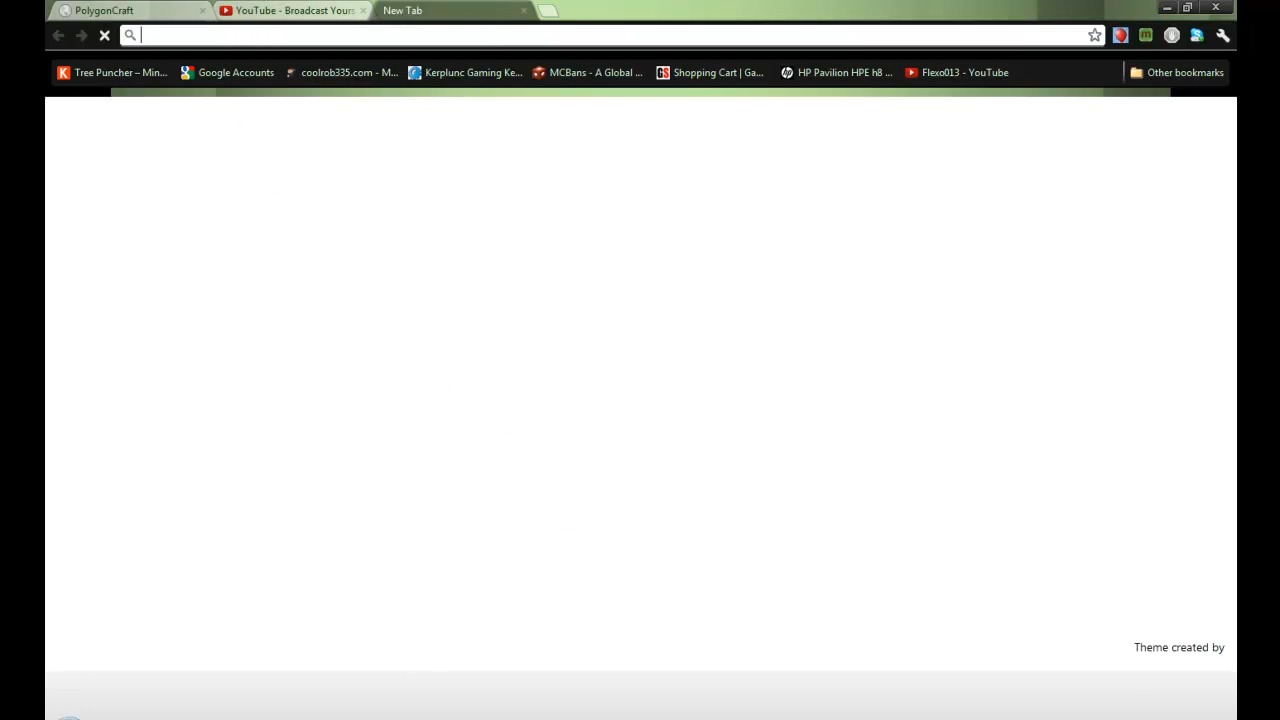 PolygonCraft
YouTube - Broadcast Yours
New Tab
Tree Puncher – Min...
Google Accounts
coolrob335.com - M...
Kerplunc Gaming Ke...
MCBans - A Global ...
Shopping Cart | Ga...
HP Pavilion HPE h8 ...
Flexo013 - YouTube
Other bookmarks
Theme created by